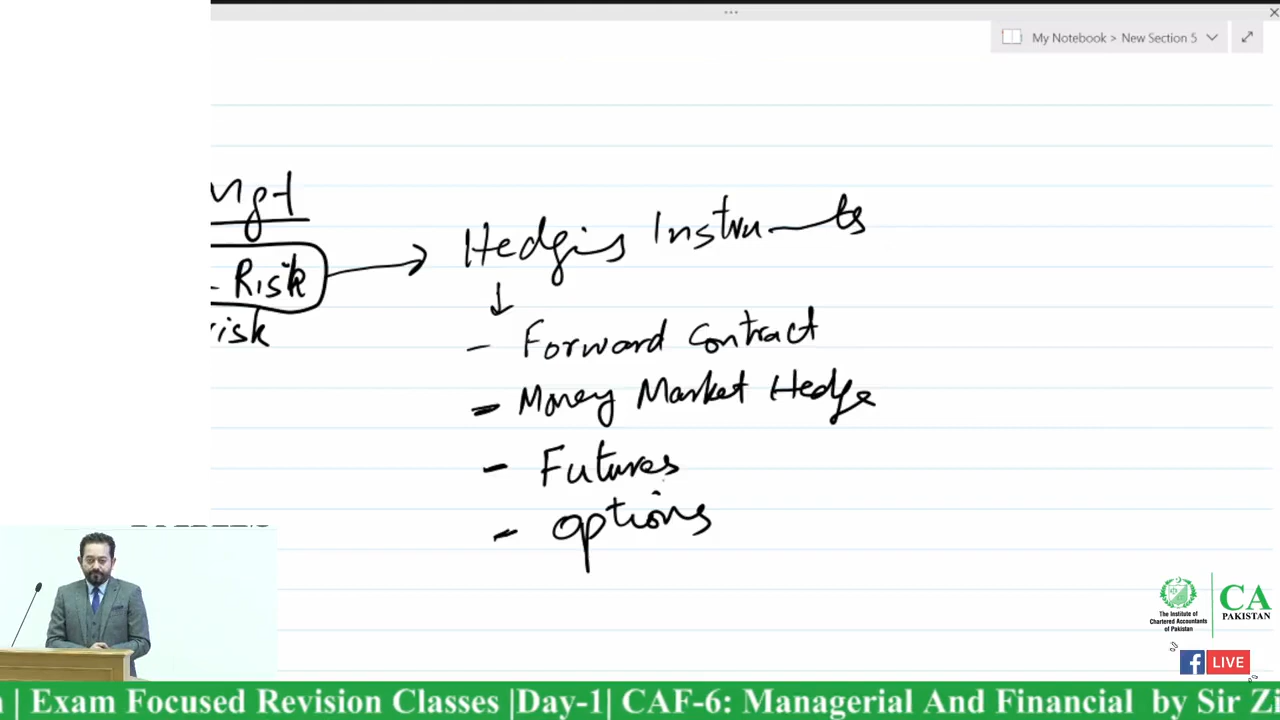 My Notebook > New Section 5
Mgt
- Risk
risk
Hedging Instruments
- Forward Contract
- Money Market Hedge
- Futures
- options
The Institute of
Chartered Accountants
of Pakistan
CA
PAKISTAN
LIVE
| Exam Focused Revision Classes |Day-1| CAF-6: Managerial And Financial by Sir Zi